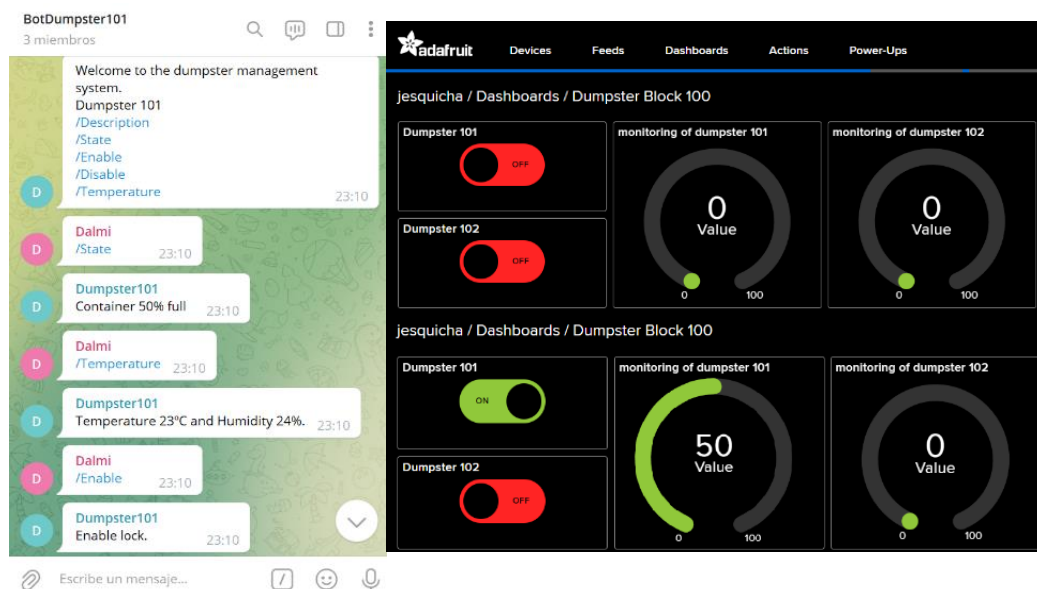 BotDumpster101
3 miembros
Welcome to the dumpster management
system.
Dumpster 101
/Description
/State
/Enable
/Disable
/Temperature
23:10
D
Dalmi
/State
23:10
D
Dumpster101
Container 50% full
23:10
D
Dalmi
/Temperature
23:10
D
Dumpster101
Temperature 23°C and Humidity 24%.
23:10
D
Dalmi
/Enable
23:10
D
Dumpster101
Enable lock.
23:10
D
Escribe un mensaje...
adafruit Devices Feeds Dashboards Actions Power-Ups
jesquicha / Dashboards / Dumpster Block 100
Dumpster 101
OFF
Dumpster 102
OFF
monitoring of dumpster 101
0
Value
0 100
monitoring of dumpster 102
0
Value
0 100
jesquicha / Dashboards / Dumpster Block 100
Dumpster 101
ON
Dumpster 102
OFF
monitoring of dumpster 101
50
Value
0 100
monitoring of dumpster 102
0
Value
0 100